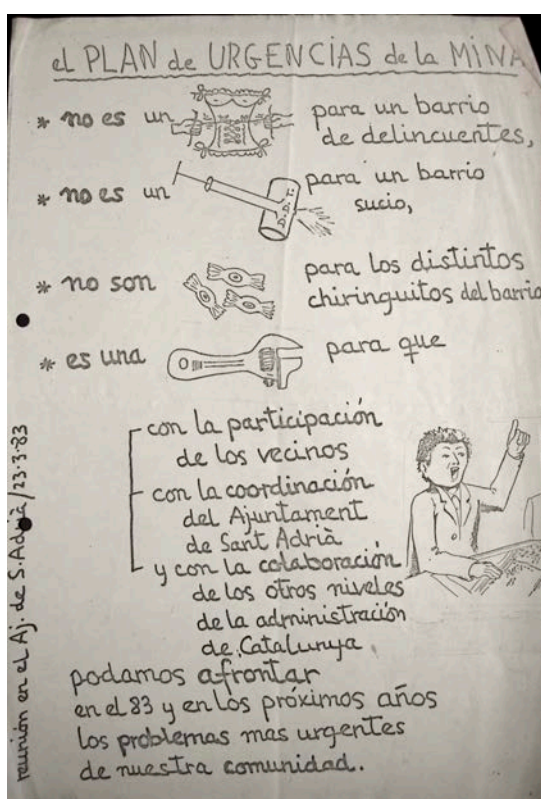 el PLAN de URGENCIAS de la MINA
* no es un para un barrio
de delincuentes,
* no es un D.D.T. para un barrio
sucio,
* no son para los distintos
chiringuitos del barrio
* es una para que
con la participación
de los vecinos
con la coordinación
del Ajuntament
de Sant Adrià
y con la colaboración
de los otros niveles
de la administración
de Catalunya
podamos afrontar
en el 83 y en los próximos años
los problemas mas urgentes
de nuestra comunidad.
reunión en el Aj. de S. Adrià / 23.3.83